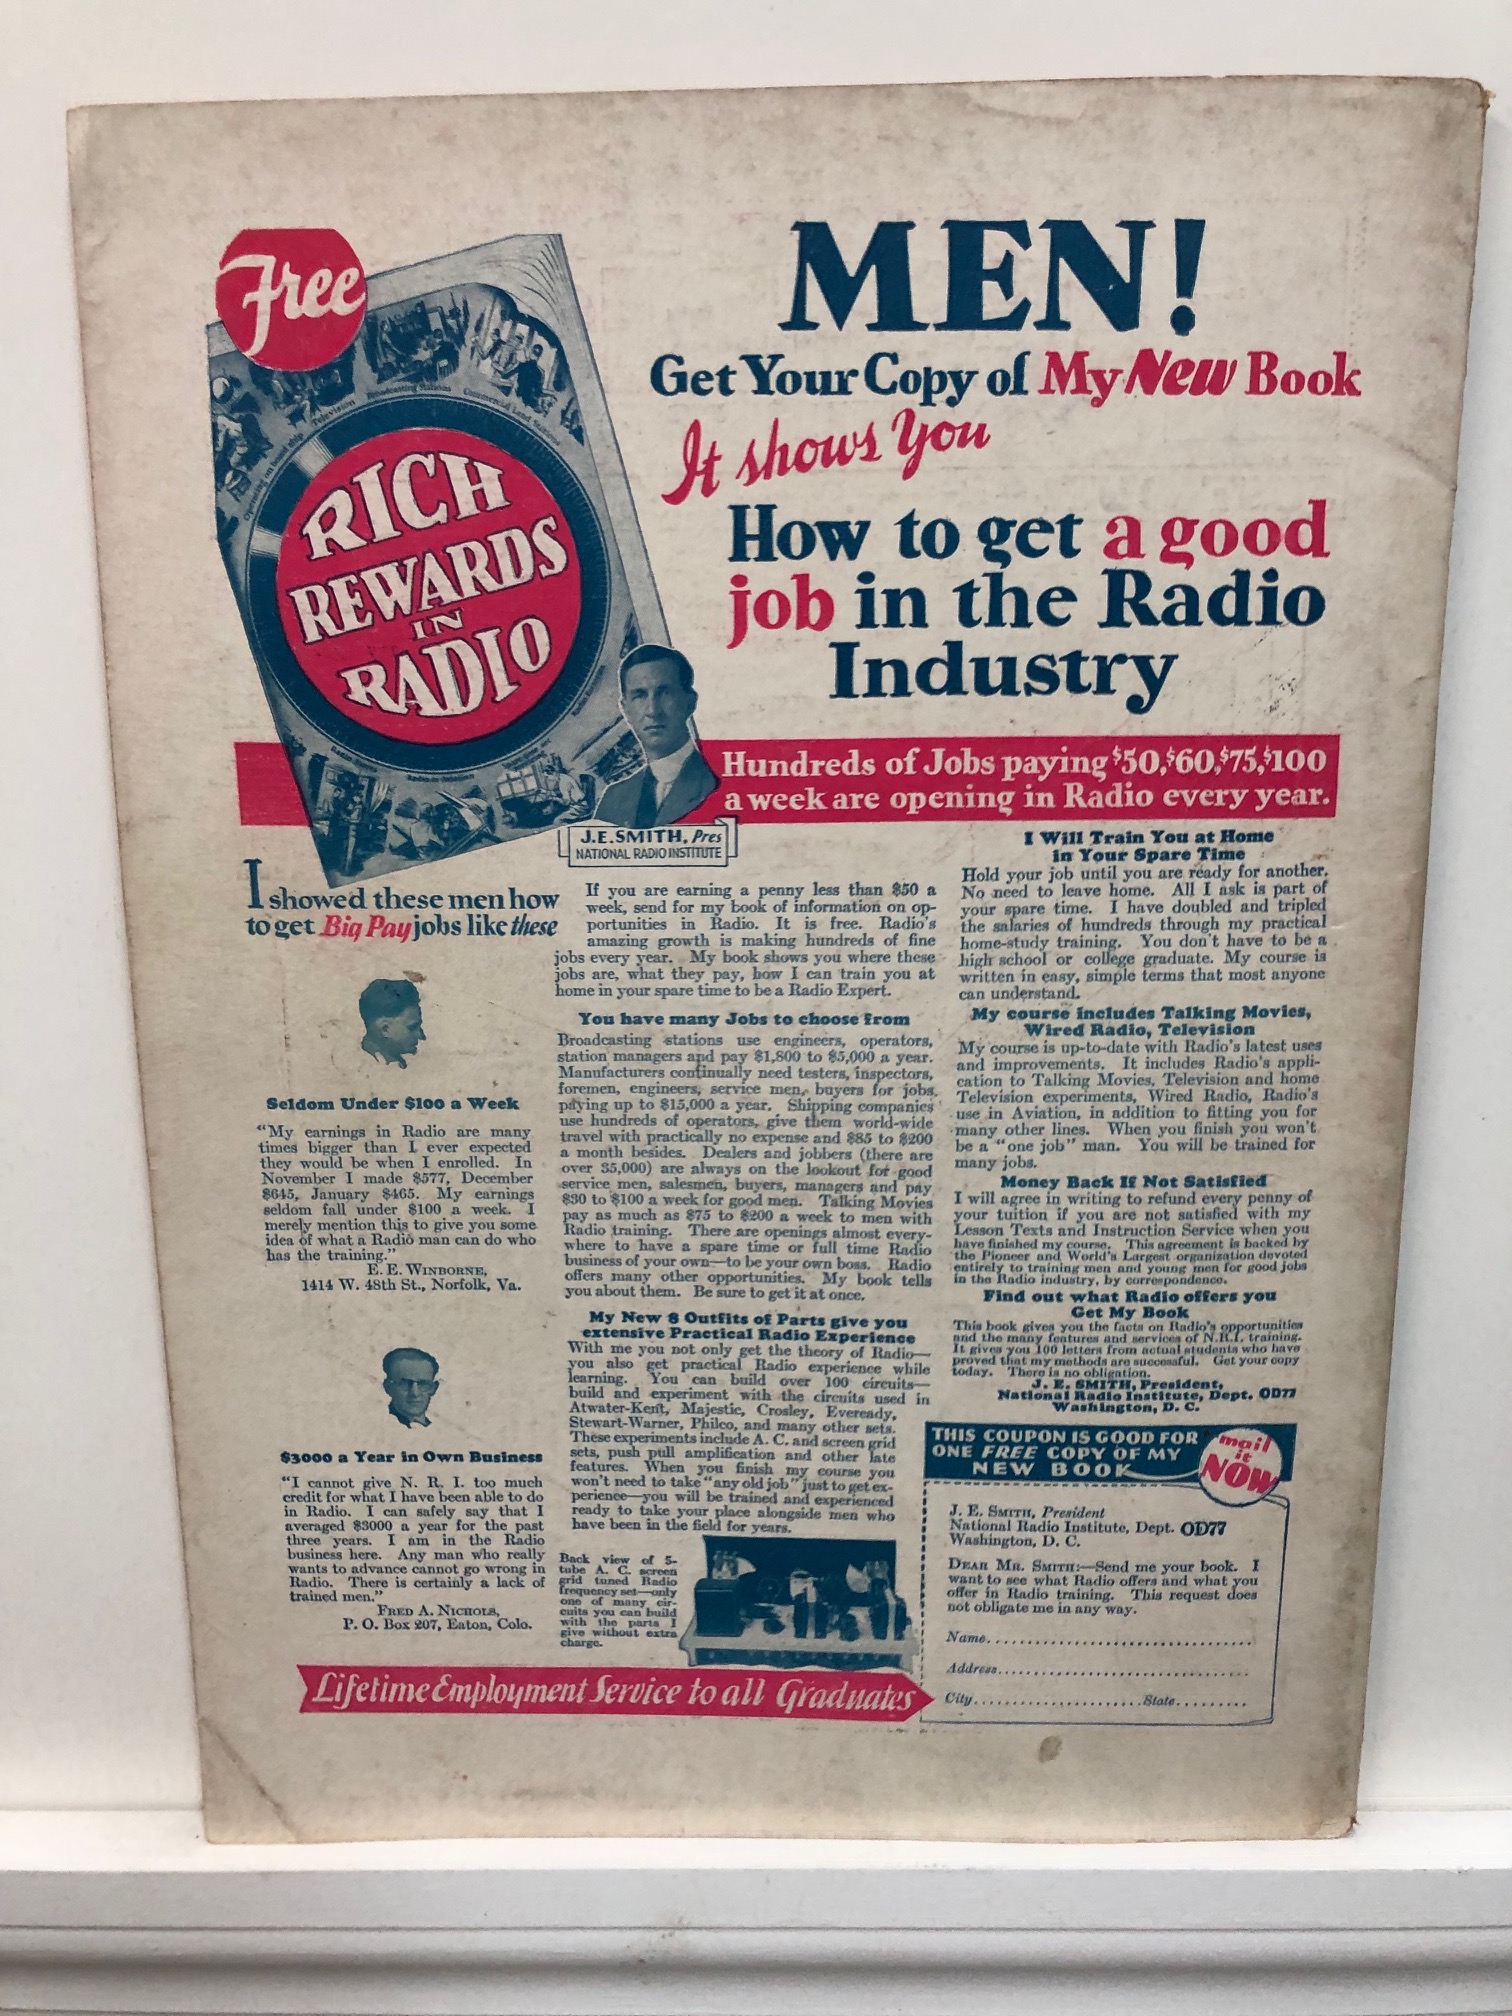 Free
RICH
REWARDS
IN
RADIO
Television
Broadcasting Stations
Commercial Land Stations
MEN!
Get Your Copy of My New Book
It shows You
How to get a good
job in the Radio
Industry
Hundreds of Jobs paying $50,$60,$75,$100
a week are opening in Radio every year.
J.E. SMITH, Pres
NATIONAL RADIO INSTITUTE
I showed these men how
to get Big Pay jobs like these
Seldom Under $100 a Week
"My earnings in Radio are many
times bigger than I ever expected
they would be when I enrolled. In
November I made $577, December
$645, January $465. My earnings
seldom fall under $100 a week. I
merely mention this to give you some
idea of what a Radio man can do who
has the training."
E. E. WINBORNE,
1414 W. 48th St., Norfolk, Va.
$3000 a Year in Own Business
"I cannot give N. R. I. too much
credit for what I have been able to do
in Radio. I can safely say that I
averaged $3000 a year for the past
three years. I am in the Radio
business here. Any man who really
wants to advance cannot go wrong in
Radio. There is certainly a lack of
trained men."
FRED A. NICHOLS,
P. O. Box 207, Eaton, Colo.
If you are earning a penny less than $50 a
week, send for my book of information on op-
portunities in Radio. It is free. Radio's
amazing growth is making hundreds of fine
jobs every year. My book shows you where these
jobs are, what they pay, how I can train you at
home in your spare time to be a Radio Expert.
You have many Jobs to choose from
Broadcasting stations use engineers, operators,
station managers and pay $1,800 to $5,000 a year.
Manufacturers continually need testers, inspectors,
foremen, engineers, service men, buyers for jobs,
paying up to $15,000 a year. Shipping companies
use hundreds of operators, give them world-wide
travel with practically no expense and $85 to $200
a month besides. Dealers and jobbers (there are
over 35,000) are always on the lookout for good
service men, salesmen, buyers, managers and pay
$30 to $100 a week for good men. Talking Movies
pay as much as $75 to $200 a week to men with
Radio training. There are openings almost every-
where to have a spare time or full time Radio
business of your own—to be your own boss. Radio
offers many other opportunities. My book tells
you about them. Be sure to get it at once.
My New 8 Outfits of Parts give you
extensive Practical Radio Experience
With me you not only get the theory of Radio—
you also get practical Radio experience while
learning. You can build over 100 circuits—
build and experiment with the circuits used in
Atwater-Kent, Majestic, Crosley, Eveready,
Stewart-Warner, Philco, and many other sets.
These experiments include A. C. and screen grid
sets, push pull amplification and other late
features. When you finish my course you
won't need to take "any old job" just to get ex-
perience—you will be trained and experienced
ready to take your place alongside men who
have been in the field for years.
Back view of 5-
tube A. C. screen
grid tuned Radio
frequency set—only
one of many cir-
cuits you can build
with the parts I
give without extra
charge.
Lifetime Employment Service to all Graduates
I Will Train You at Home
in Your Spare Time
Hold your job until you are ready for another.
No need to leave home. All I ask is part of
your spare time. I have doubled and tripled
the salaries of hundreds through my practical
home-study training. You don't have to be a
high school or college graduate. My course is
written in easy, simple terms that most anyone
can understand.
My course includes Talking Movies,
Wired Radio, Television
My course is up-to-date with Radio's latest uses
and improvements. It includes Radio's appli-
cation to Talking Movies, Television and home
Television experiments, Wired Radio, Radio's
use in Aviation, in addition to fitting you for
many other lines. When you finish you won't
be a "one job" man. You will be trained for
many jobs.
Money Back If Not Satisfied
I will agree in writing to refund every penny of
your tuition if you are not satisfied with my
Lesson Texts and Instruction Service when you
have finished my course. This agreement is backed by
the Pioneer and World's Largest organization devoted
entirely to training men and young men for good jobs
in the Radio industry, by correspondence.
Find out what Radio offers you
Get My Book
This book gives you the facts on Radio's opportunities
and the many features and services of N.R.I. training.
It gives you 100 letters from actual students who have
proved that my methods are successful. Get your copy
today. There is no obligation.
J. E. SMITH, President,
National Radio Institute, Dept. OD77
Washington, D. C.
THIS COUPON IS GOOD FOR
ONE FREE COPY OF MY
NEW BOOK
mail
it
NOW
J. E. SMITH, President
National Radio Institute, Dept. OD77
Washington, D. C.
DEAR MR. SMITH:—Send me your book. I
want to see what Radio offers and what you
offer in Radio training. This request does
not obligate me in any way.
Name
Address
City State